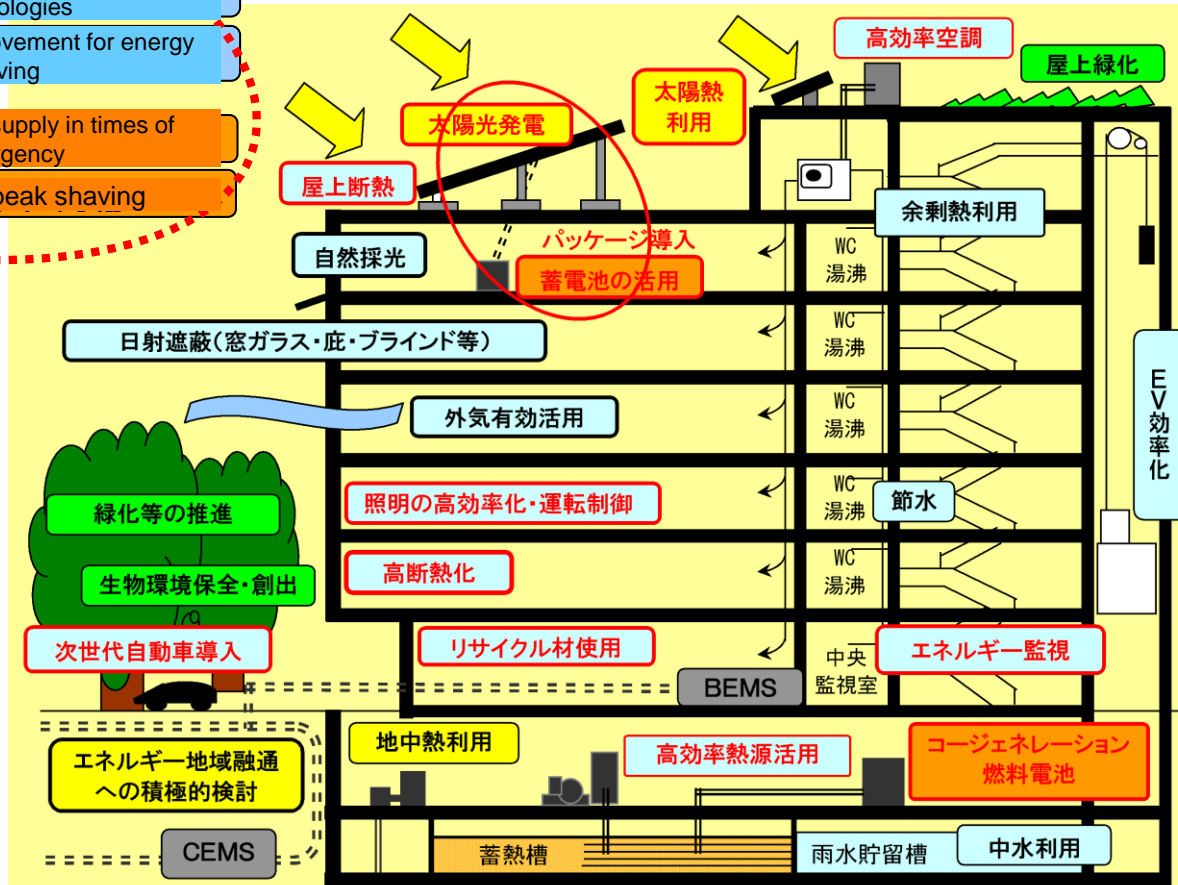 ologies
ovement for energy
ving
supply in times of
rgency
peak shaving
高効率空調
屋上緑化
太陽熱
利用
太陽光発電
屋上断熱
余剰熱利用
パッケージ導入
自然採光
蓄電池の活用
WC
湯沸
日射遮蔽(窓ガラス・庇・ブラインド等)
WC
湯沸
EV効率化
外気有効活用
WC
湯沸
緑化等の推進
照明の高効率化・運転制御
WC
湯沸
節水
生物環境保全・創出
高断熱化
WC
湯沸
次世代自動車導入
リサイクル材使用
中央
監視室
エネルギー監視
BEMS
エネルギー地域融通
への積極的検討
地中熱利用
高効率熱源活用
コージェネレーション
燃料電池
CEMS
蓄熱槽
雨水貯留槽
中水利用